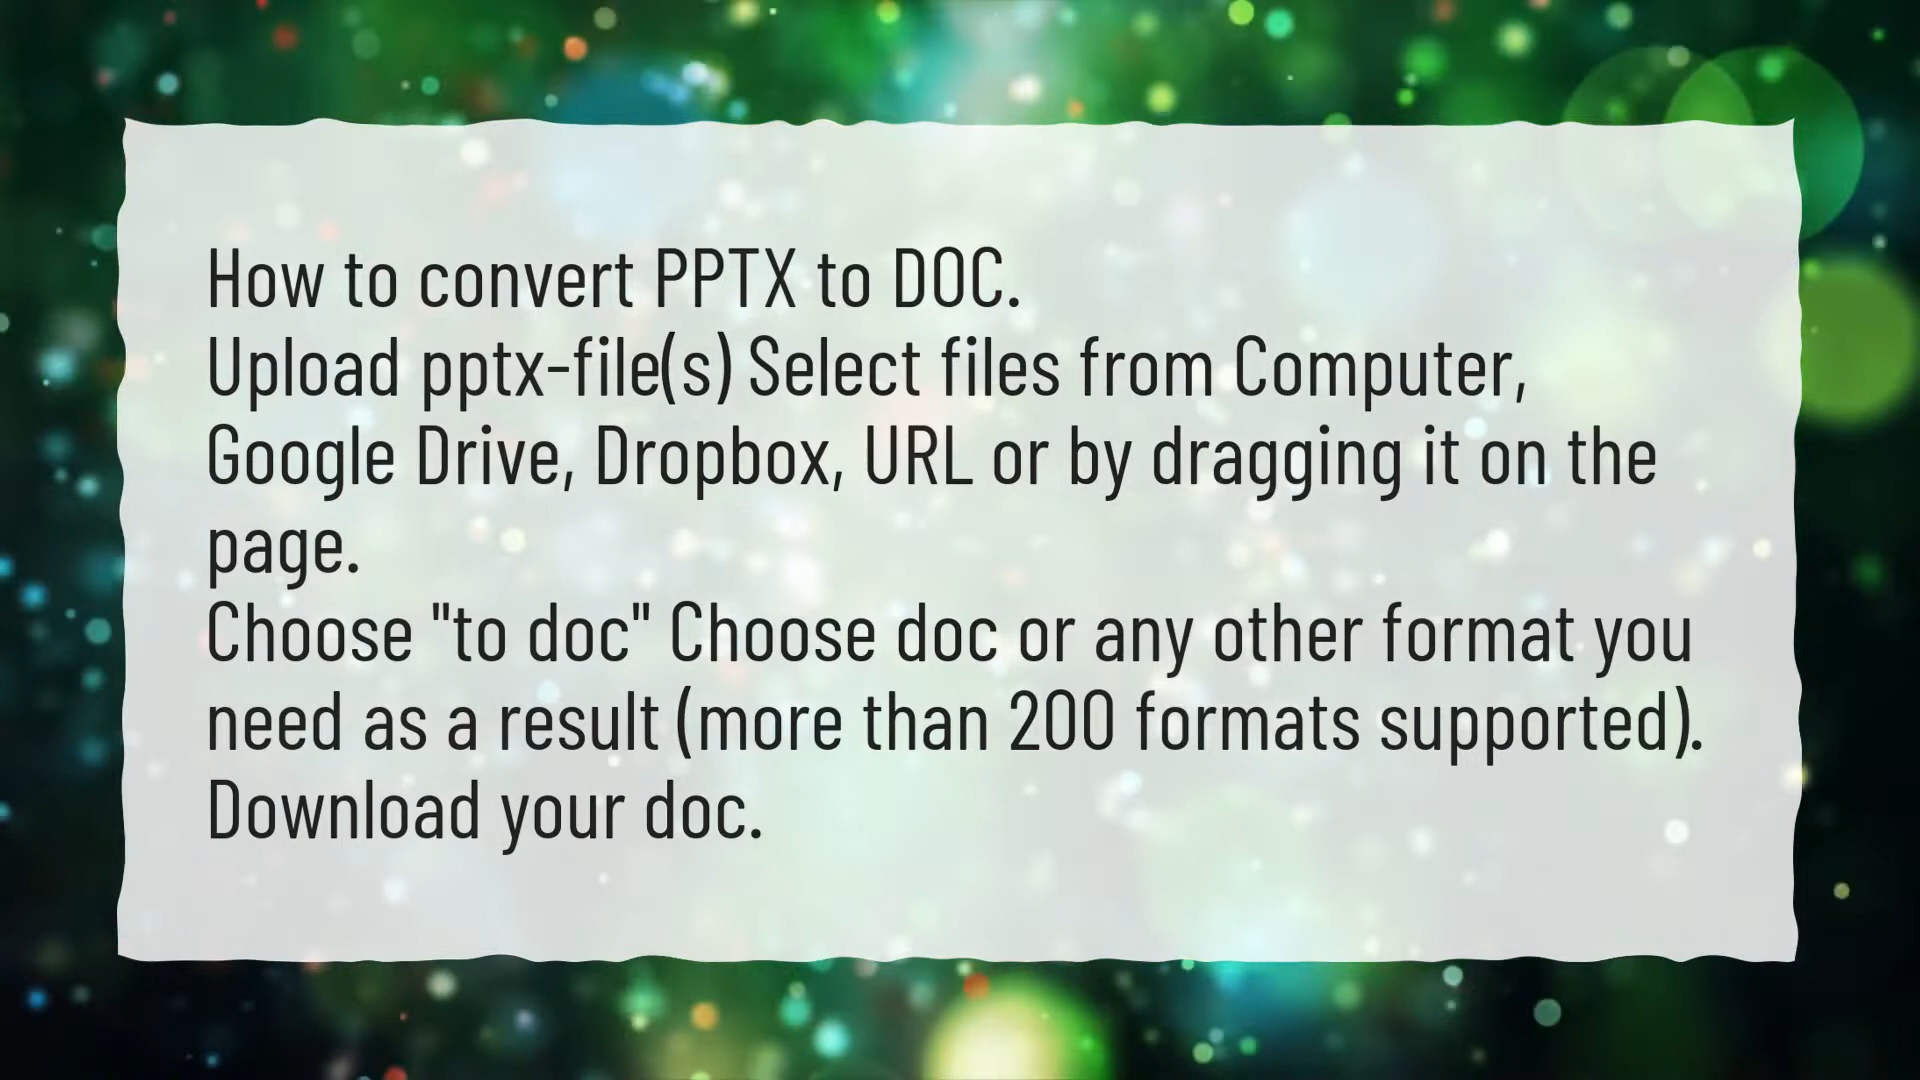 How to convert PPTX to DOC.
Upload pptx-file(s) Select files from Computer,
Google Drive, Dropbox, URL or by dragging it on the
page.
Choose "to doc" Choose doc or any other format you
need as a result (more than 200 formats supported).
Download your doc.